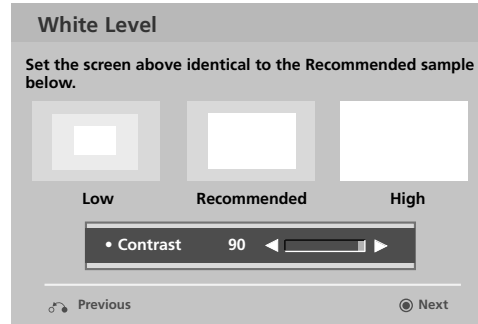 White Level
Set the screen above identical to the Recommended sample
below.
Low Recommended High
• Contrast 90 ◀ ▶
Previous ◉ Next